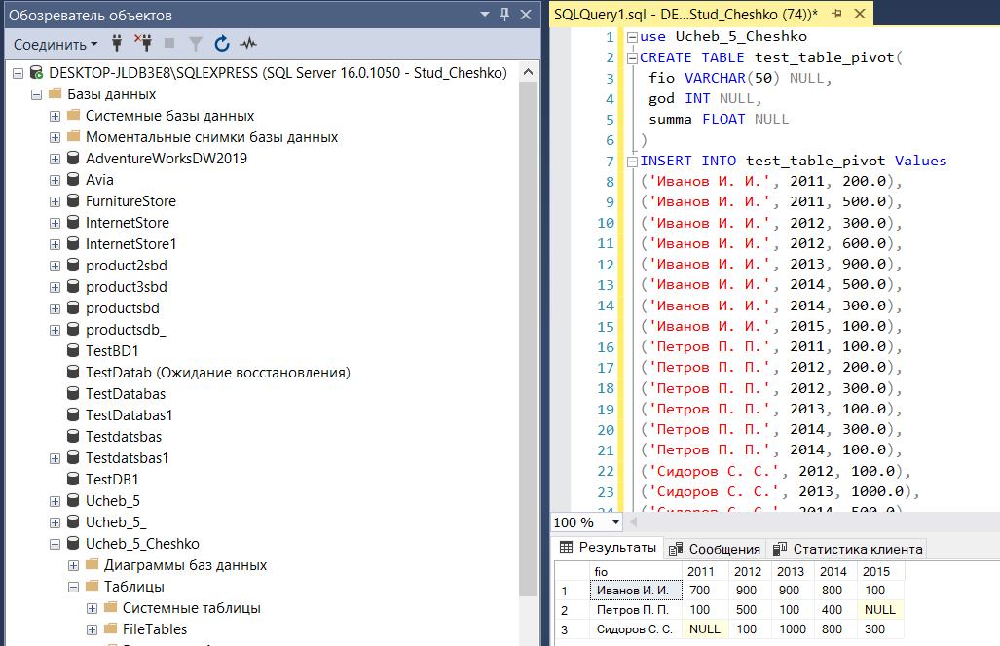 Обозреватель объектов
Соединить
DESKTOP-JLDB3E8\SQLEXPRESS (SQL Server 16.0.1050 - Stud_Cheshko)
Базы данных
Системные базы данных
Моментальные снимки базы данных
AdventureWorksDW2019
Avia
FurnitureStore
InternetStore
InternetStore1
product2sbd
product3sbd
productsbd
productsdb_
TestBD1
TestDatab (Ожидание восстановления)
TestDatabas
TestDatabas1
Testdatsbas
Testdatsbas1
TestDB1
Ucheb_5
Ucheb_5_
Ucheb_5_Cheshko
Диаграммы баз данных
Таблицы
Системные таблицы
FileTables
SQLQuery1.sql - DE...Stud_Cheshko (74))*
1 use Ucheb_5_Cheshko
2 CREATE TABLE test_table_pivot(
3 fio VARCHAR(50) NULL,
4 god INT NULL,
5 summa FLOAT NULL
6 )
7 INSERT INTO test_table_pivot Values
8 ('Иванов И. И.', 2011, 200.0),
9 ('Иванов И. И.', 2011, 500.0),
10 ('Иванов И. И.', 2012, 300.0),
11 ('Иванов И. И.', 2012, 600.0),
12 ('Иванов И. И.', 2013, 900.0),
13 ('Иванов И. И.', 2014, 500.0),
14 ('Иванов И. И.', 2014, 300.0),
15 ('Иванов И. И.', 2015, 100.0),
16 ('Петров П. П.', 2011, 100.0),
17 ('Петров П. П.', 2012, 200.0),
18 ('Петров П. П.', 2012, 300.0),
19 ('Петров П. П.', 2013, 100.0),
20 ('Петров П. П.', 2014, 300.0),
21 ('Петров П. П.', 2014, 100.0),
22 ('Сидоров С. С.', 2012, 100.0),
23 ('Сидоров С. С.', 2013, 1000.0),
24 ('Сидоров С. С.', 2014, 500.0)
100 %
Результаты Сообщения Статистика клиента
fio 2011 2012 2013 2014 2015
1 Иванов И. И. 700 900 900 800 100
2 Петров П. П. 100 500 100 400 NULL
3 Сидоров С. С. NULL 100 1000 800 300